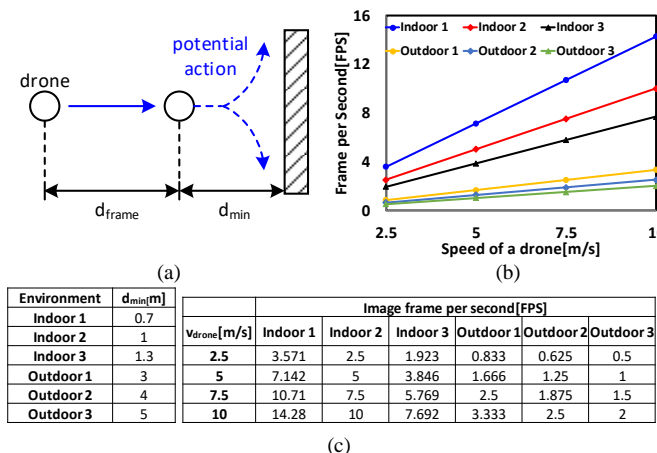 (a)
potential
action
drone
d_frame
d_min
Frame per Second[FPS]
16
12
8
4
0
Indoor 1 Indoor 2 Indoor 3
Outdoor 1 Outdoor 2 Outdoor 3
2.5 5 7.5 1
Speed of a drone[m/s]
(a) (b)
Environment d_min[m]
Indoor 1 0.7
Indoor 2 1
Indoor 3 1.3
Outdoor 1 3
Outdoor 2 4
Outdoor 3 5
Image frame per second[FPS]
v_drone[m/s] Indoor 1 Indoor 2 Indoor 3 Outdoor 1 Outdoor 2 Outdoor 3
2.5 3.571 2.5 1.923 0.833 0.625 0.5
5 7.142 5 3.846 1.666 1.25 1
7.5 10.71 7.5 5.769 2.5 1.875 1.5
10 14.28 10 7.692 3.333 2.5 2
(c)